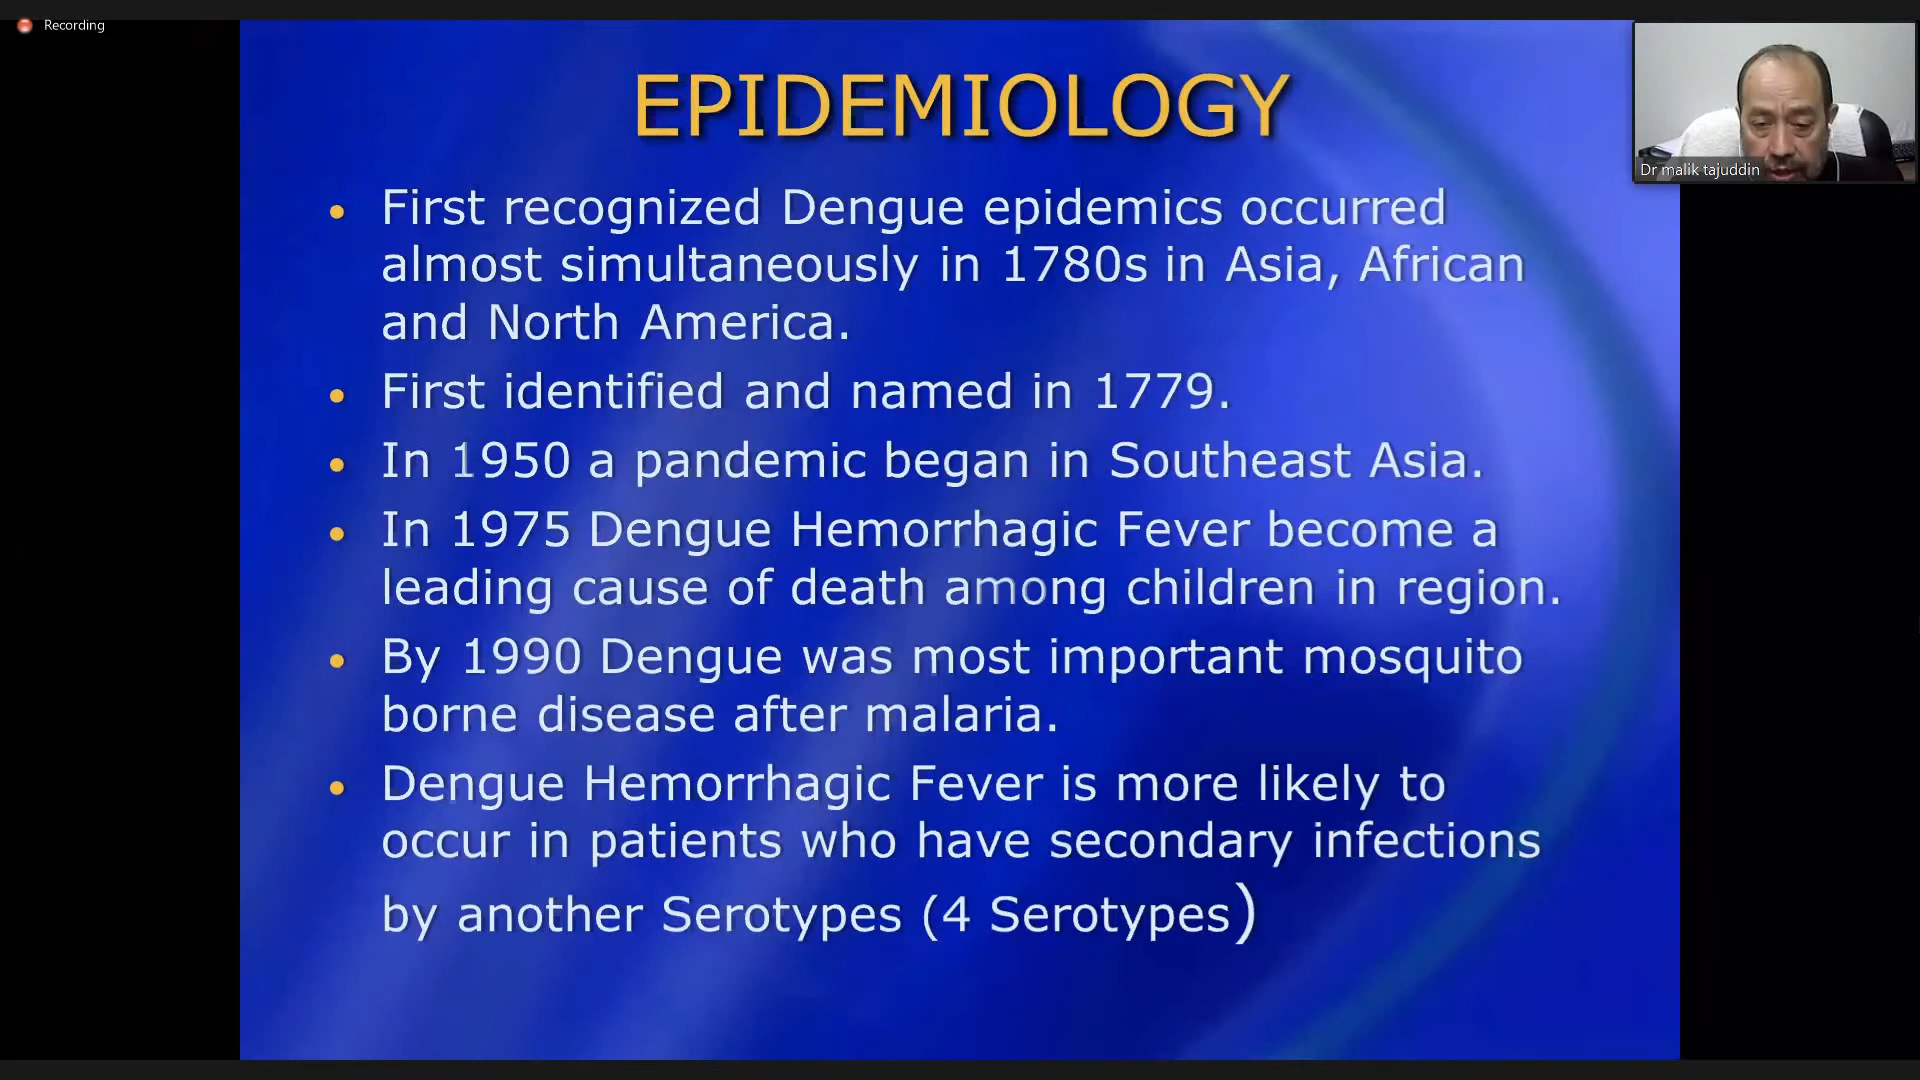 Recording
EPIDEMIOLOGY
• First recognized Dengue epidemics occurred
almost simultaneously in 1780s in Asia, African
and North America.
• First identified and named in 1779.
• In 1950 a pandemic began in Southeast Asia.
• In 1975 Dengue Hemorrhagic Fever become a
leading cause of death among children in region.
• By 1990 Dengue was most important mosquito
borne disease after malaria.
• Dengue Hemorrhagic Fever is more likely to
occur in patients who have secondary infections
by another Serotypes (4 Serotypes)
Dr malik tajuddin